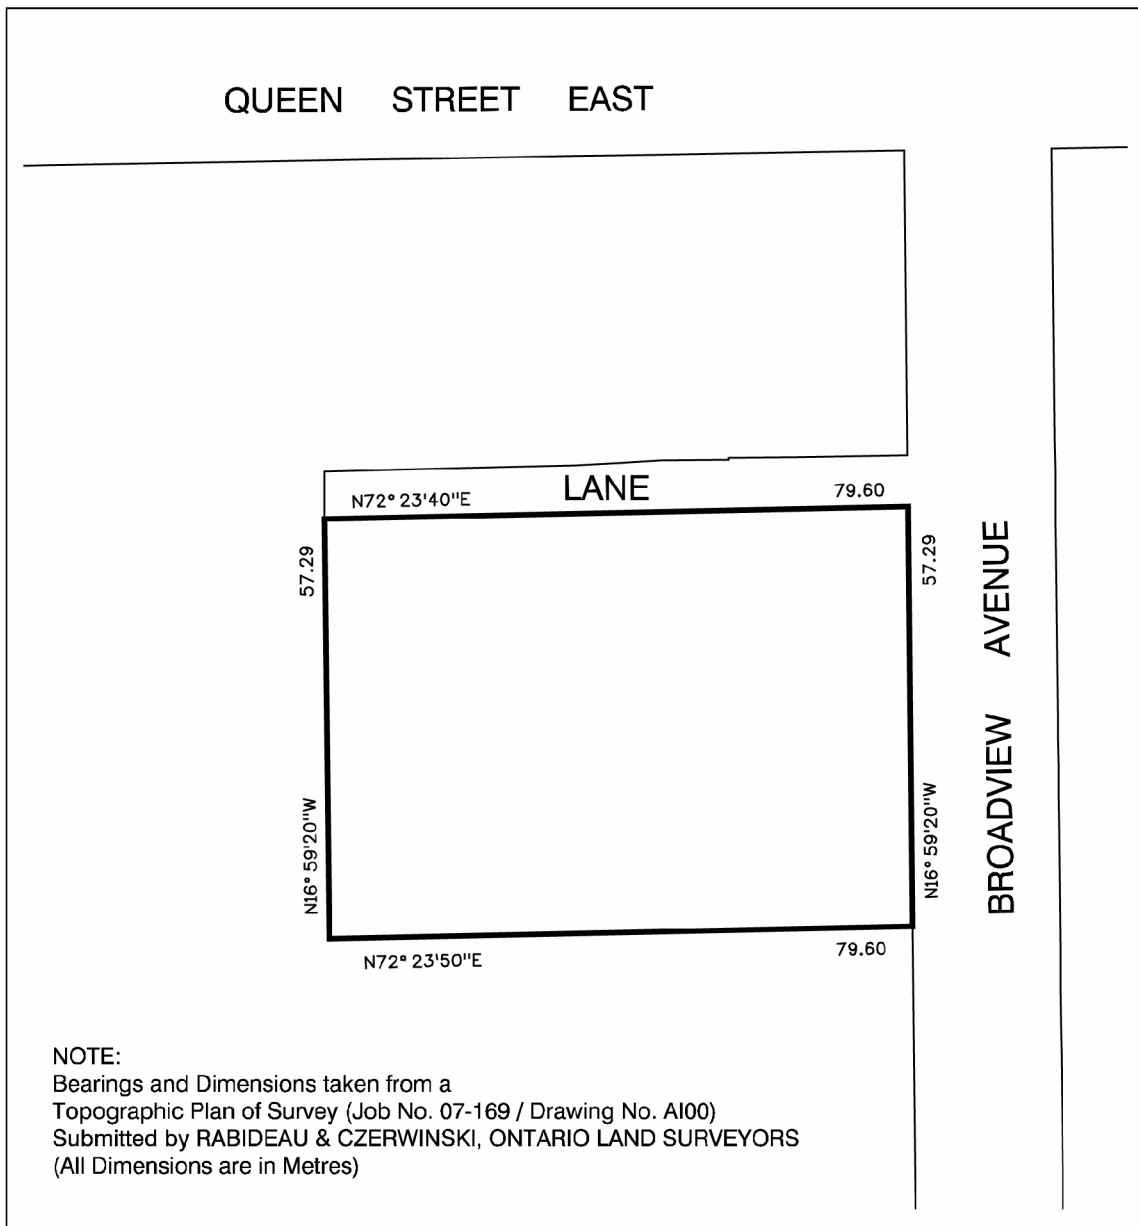 QUEEN STREET EAST
LANE
N72° 23'40"E
79.60
57.29
57.29
N16° 59'20"W
N16° 59'20"W
BROADVIEW AVENUE
N72° 23'50"E
79.60
NOTE:
Bearings and Dimensions taken from a
Topographic Plan of Survey (Job No. 07-169 / Drawing No. A100)
Submitted by RABIDEAU & CZERWINSKI, ONTARIO LAND SURVEYORS
(All Dimensions are in Metres)